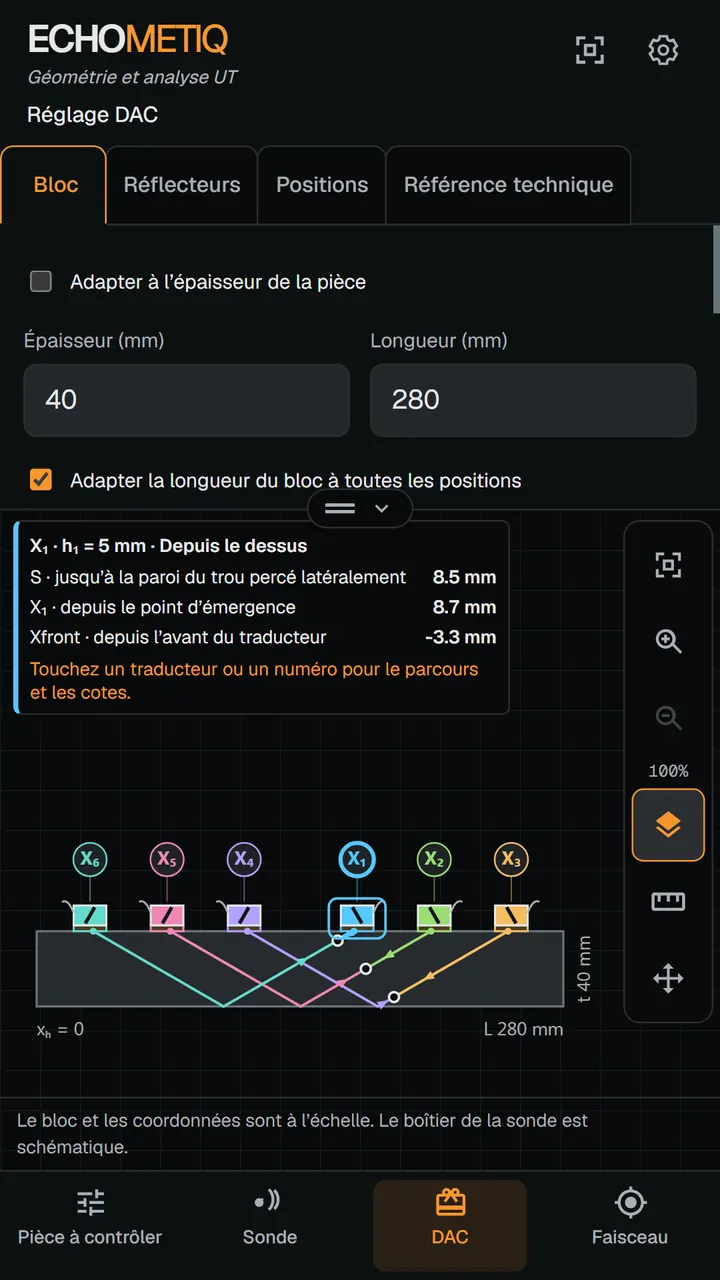 ECHOMETIQ
Géométrie et analyse UT
Réglage DAC
Bloc
Réflecteurs
Positions
Référence technique
Adapter à l’épaisseur de la pièce
Épaisseur (mm)
Longueur (mm)
40
280
Adapter la longueur du bloc à toutes les positions
X₁ · h₁ = 5 mm · Depuis le dessus
S · jusqu’à la paroi du trou percé latéralement 8.5 mm
X₁ · depuis le point d’émergence 8.7 mm
Xfront · depuis l’avant du traducteur -3.3 mm
Touchez un traducteur ou un numéro pour le parcours
et les cotes.
100%
X₆
X₅
X₄
X₁
X₂
X₃
t 40 mm
xₕ = 0
L 280 mm
Le bloc et les coordonnées sont à l’échelle. Le boîtier de la sonde est
schématique.
Pièce à contrôler
Sonde
DAC
Faisceau